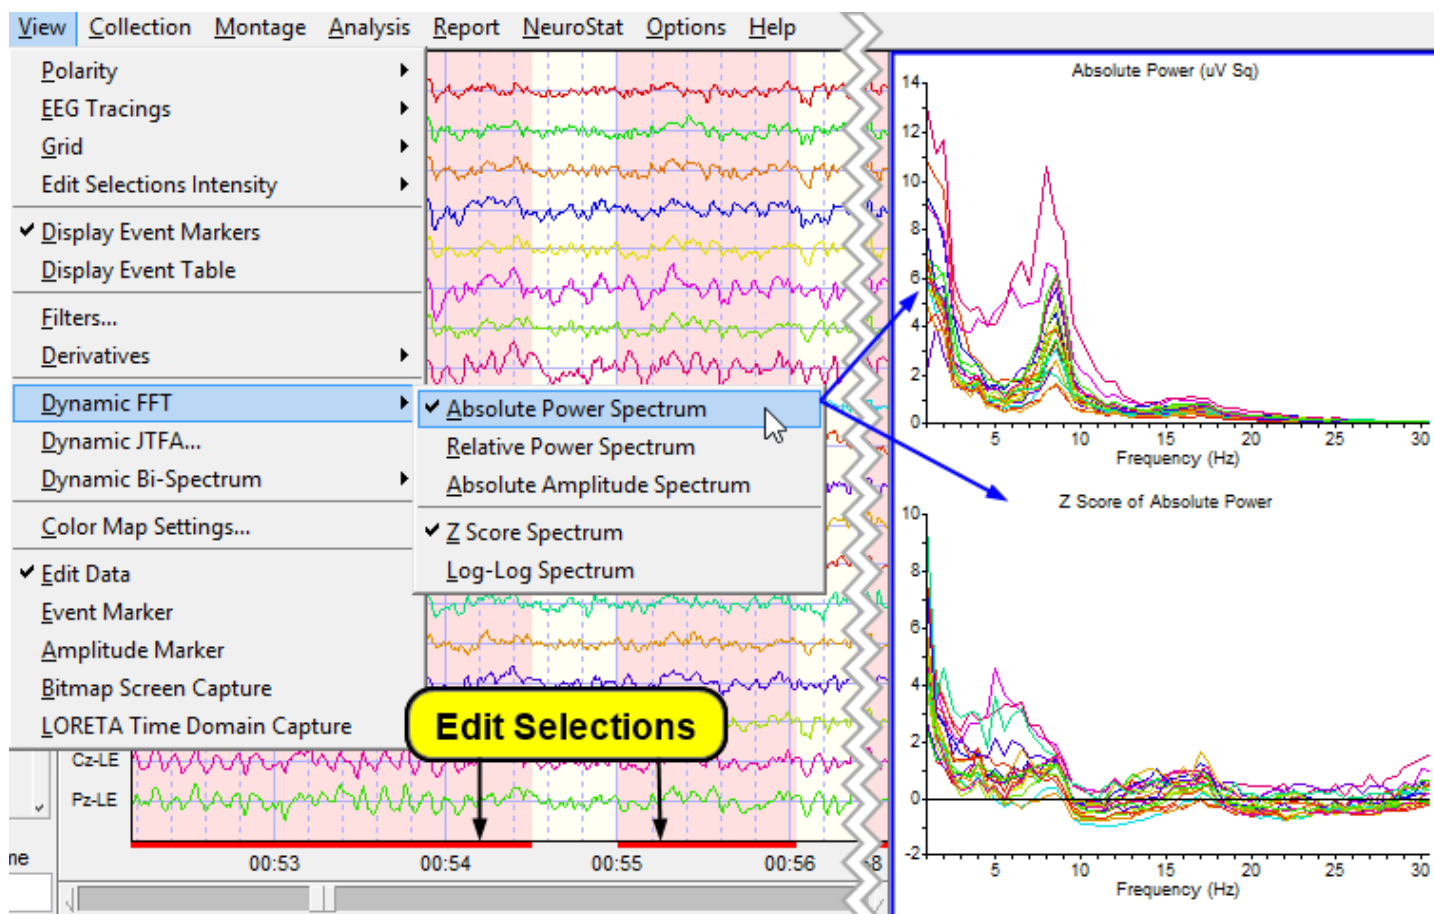 View Collection Montage Analysis Report NeuroStat Options Help
Polarity
EEG Tracings
Grid
Edit Selections Intensity
Display Event Markers
Display Event Table
Filters...
Derivatives
Dynamic FFT
Dynamic JTFA...
Dynamic Bi-Spectrum
Color Map Settings...
Edit Data
Event Marker
Amplitude Marker
Bitmap Screen Capture
LORETA Time Domain Capture
Absolute Power Spectrum
Relative Power Spectrum
Absolute Amplitude Spectrum
Z Score Spectrum
Log-Log Spectrum
Edit Selections
Cz-LE
Pz-LE
me
00:53 00:54 00:55 00:56 8
Absolute Power (uV Sq)
14
12
10
8
6
4
2
0
5 10 15 20 25 30
Frequency (Hz)
Z Score of Absolute Power
10
8
6
4
2
0
-2
5 10 15 20 25 30
Frequency (Hz)